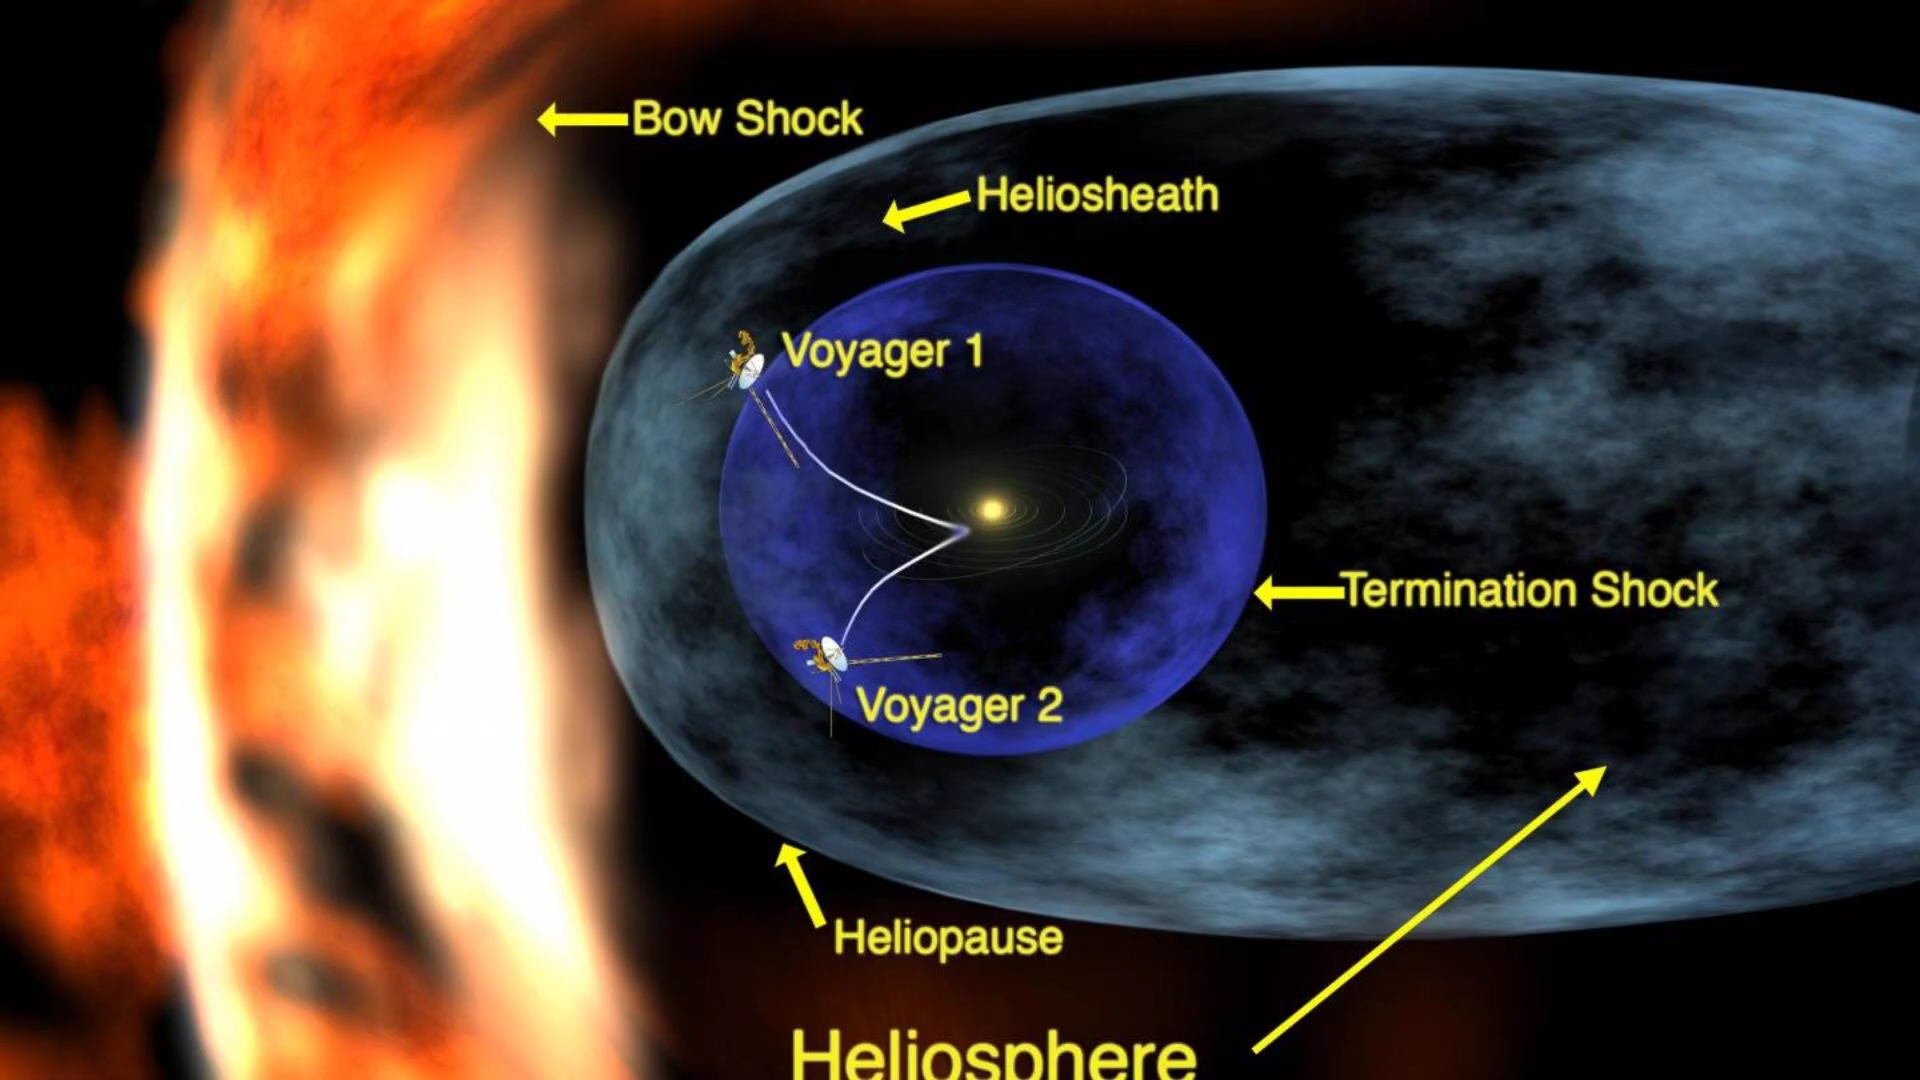 Bow Shock
Heliosheath
Voyager 1
Termination Shock
Voyager 2
Heliopause
Heliosphere